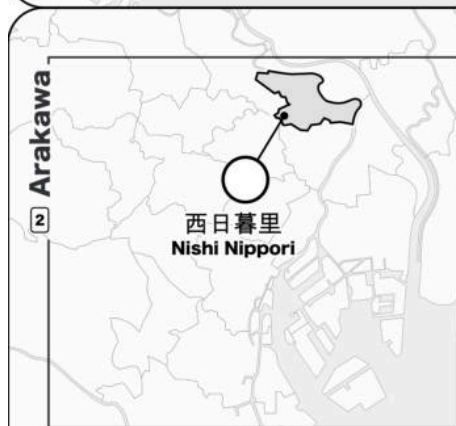 Arakawa
2
西日暮里
Nishi Nippori